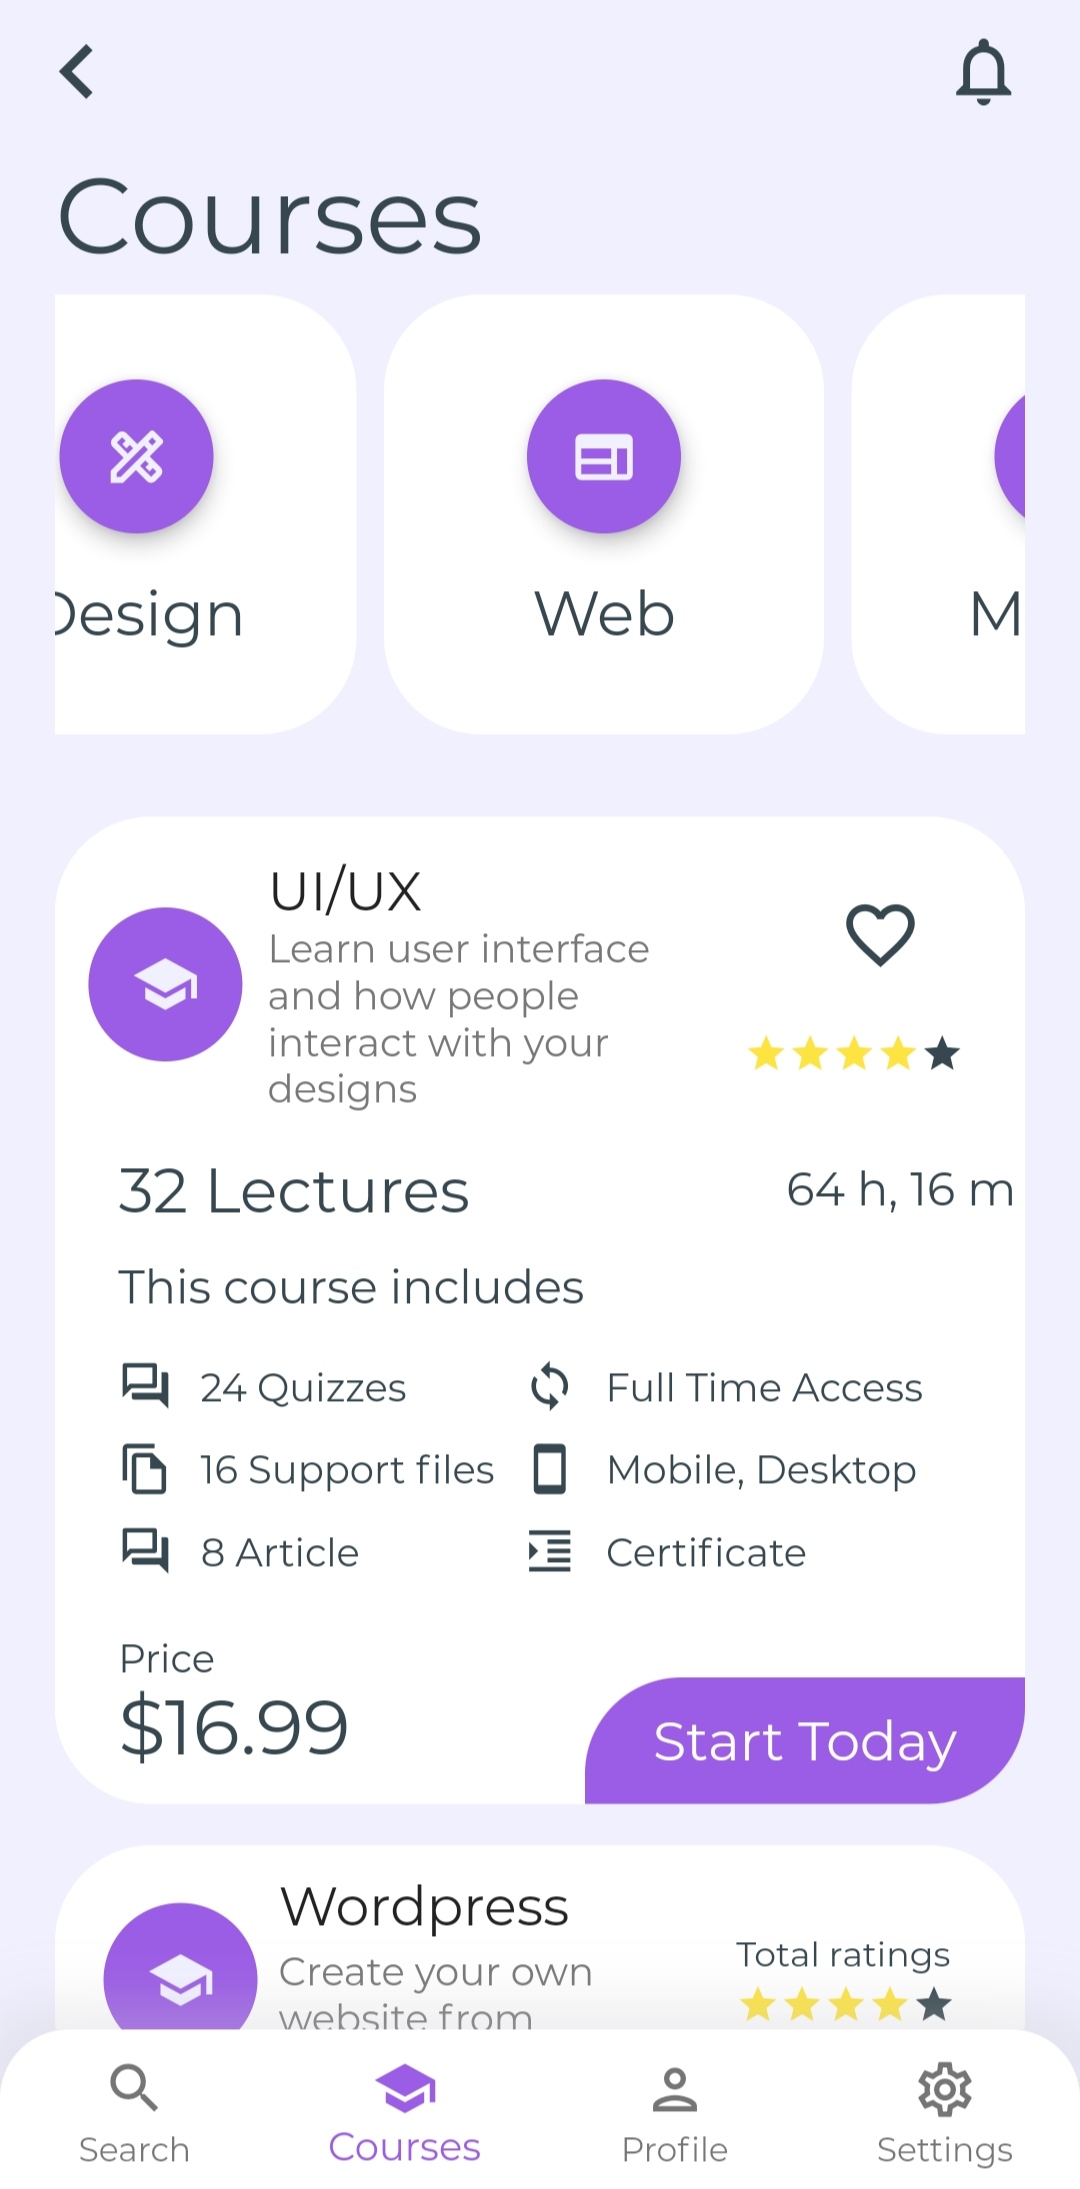 Courses
Design
Web
M
UI/UX
Learn user interface
and how people
interact with your
designs
32 Lectures
64 h, 16 m
This course includes
24 Quizzes
Full Time Access
16 Support files
Mobile, Desktop
8 Article
Certificate
Price
$16.99
Start Today
Wordpress
Create your own
website from
Total ratings
Search
Courses
Profile
Settings